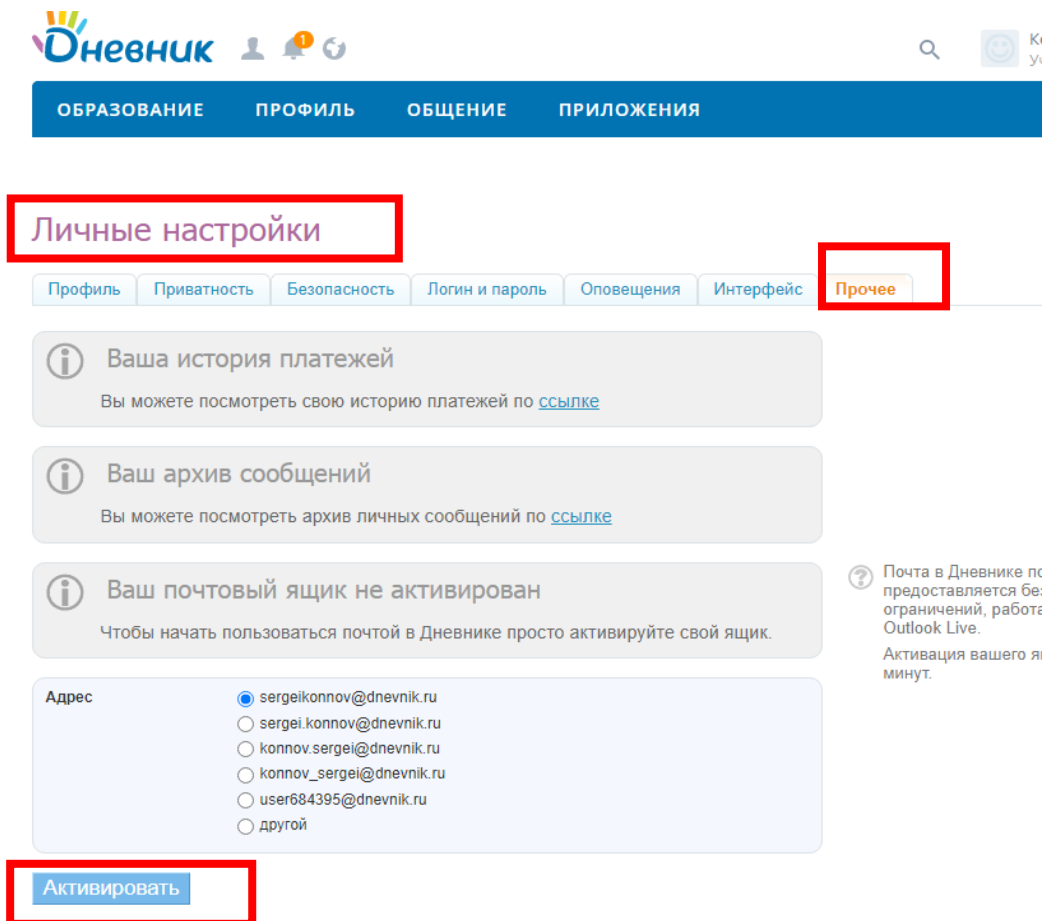 Дневник
1
ОБРАЗОВАНИЕ ПРОФИЛЬ ОБЩЕНИЕ ПРИЛОЖЕНИЯ
Личные настройки
Профиль Приватность Безопасность Логин и пароль Оповещения Интерфейс Прочее
Ваша история платежей
Вы можете посмотреть свою историю платежей по ссылке
Ваш архив сообщений
Вы можете посмотреть архив личных сообщений по ссылке
Ваш почтовый ящик не активирован
Чтобы начать пользоваться почтой в Дневнике просто активируйте свой ящик.
Почта в Дневнике
предоставляется
ограничений,
Outlook Live.
Активация вашего
минут.
Адрес
sergeikonnov@dnevnik.ru
sergei.konnov@dnevnik.ru
konnov.sergei@dnevnik.ru
konnov_sergei@dnevnik.ru
user684395@dnevnik.ru
другой
Активировать